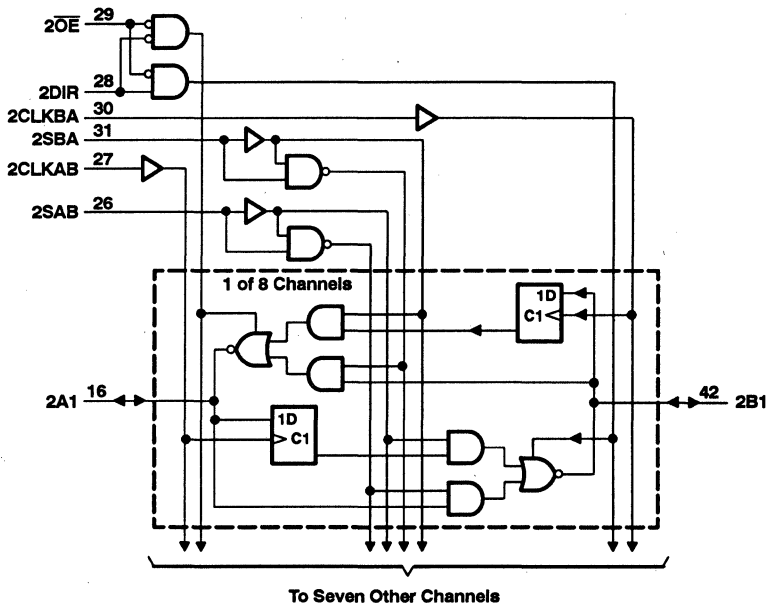 2O̅E̅ 29
2DIR 28
2CLKBA 30
2SBA 31
2CLKAB 27
2SAB 26
1 of 8 Channels
1D
C1
2A1 16
42 2B1
1D
C1
To Seven Other Channels